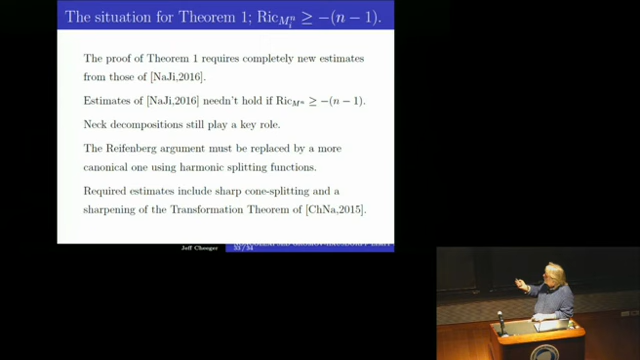 The situation for Theorem 1; Ric_{M_i^n} ≥ −(n − 1).
The proof of Theorem 1 requires completely new estimates
from those of [NaJi,2016].
Estimates of [NaJi,2016] needn't hold if Ric_{M^n} ≥ −(n − 1).
Neck decompositions still play a key role.
The Reifenberg argument must be replaced by a more
canonical one using harmonic splitting functions.
Required estimates include sharp cone-splitting and a
sharpening of the Transformation Theorem of [ChNa,2015].
Jeff Cheeger
33 / 34